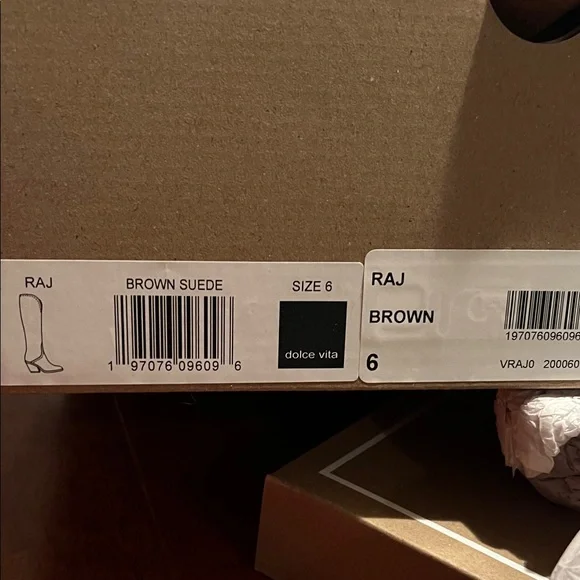 RAJ
BROWN SUEDE
SIZE 6
1 97076 09609 6
dolce vita
RAJ
BROWN
6
197076096096
VRAJ0 200060